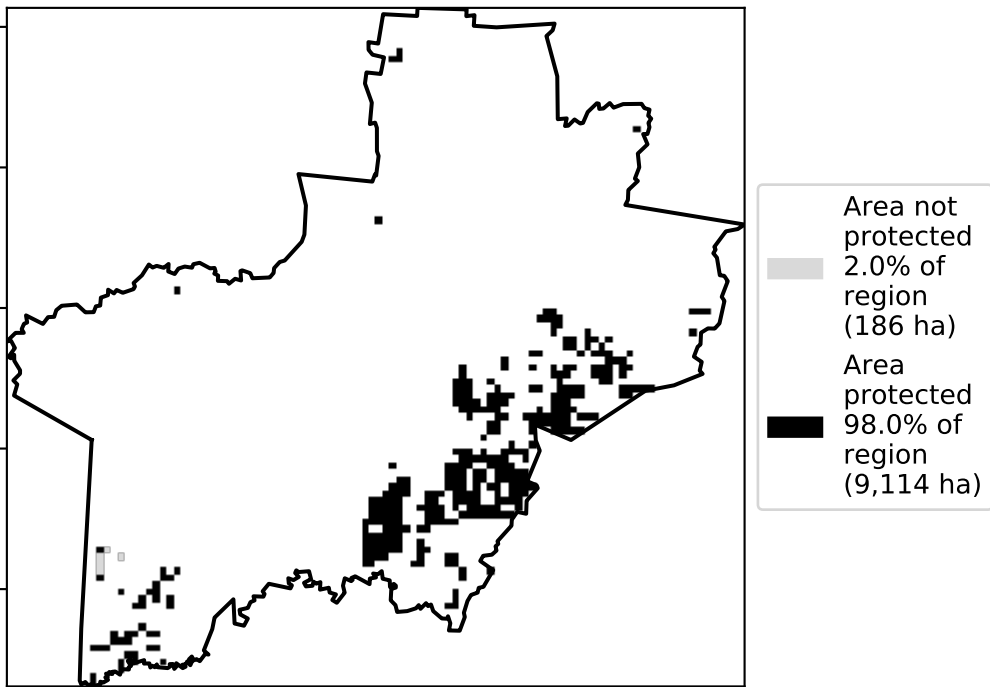 Area not
protected
2.0% of
region
(186 ha)
Area
protected
98.0% of
region
(9,114 ha)